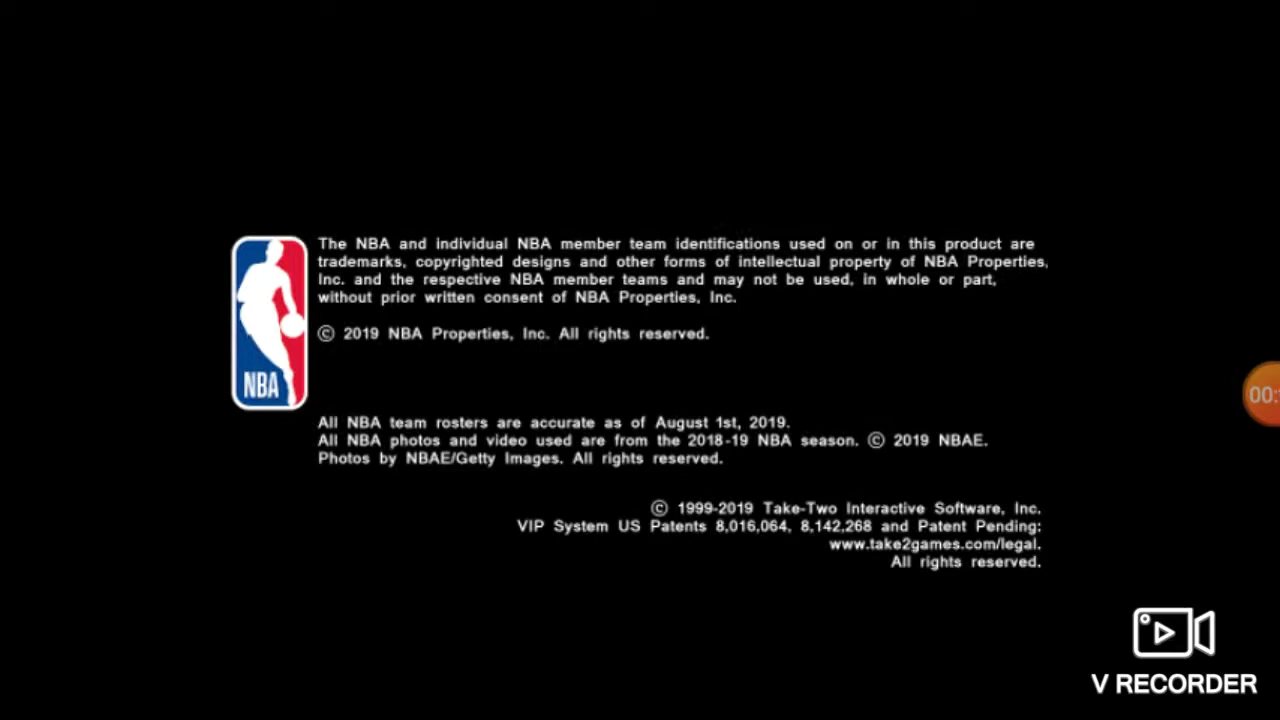 The NBA and individual NBA member team identifications used on or in this product are
trademarks, copyrighted designs and other forms of intellectual property of NBA Properties,
Inc. and the respective NBA member teams and may not be used, in whole or part,
without prior written consent of NBA Properties, Inc.
© 2019 NBA Properties, Inc. All rights reserved.
NBA
All NBA team rosters are accurate as of August 1st, 2019.
All NBA photos and video used are from the 2018-19 NBA season. © 2019 NBAE.
Photos by NBAE/Getty Images. All rights reserved.
© 1999-2019 Take-Two Interactive Software, Inc.
VIP System US Patents 8,016,064, 8,142,268 and Patent Pending:
www.take2games.com/legal.
All rights reserved.
00:
V RECORDER